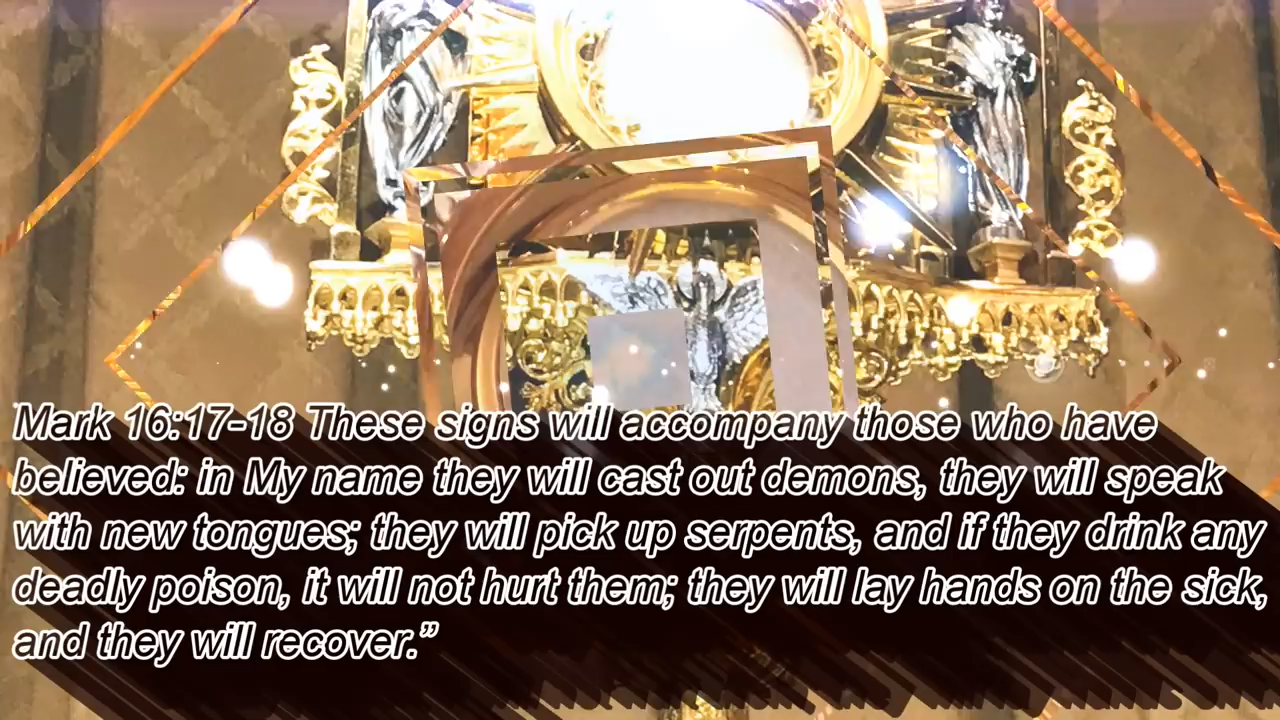 Mark 16:17-18 These signs will accompany those who have
believed: in My name they will cast out demons, they will speak
with new tongues; they will pick up serpents, and if they drink any
deadly poison, it will not hurt them; they will lay hands on the sick,
and they will recover.”